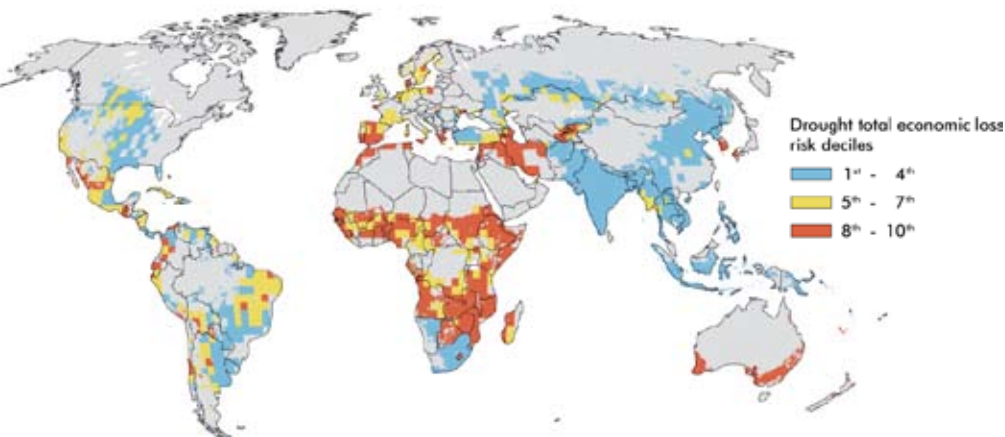 Drought total economic loss
risk deciles
1st - 4th
5th - 7th
8th - 10th